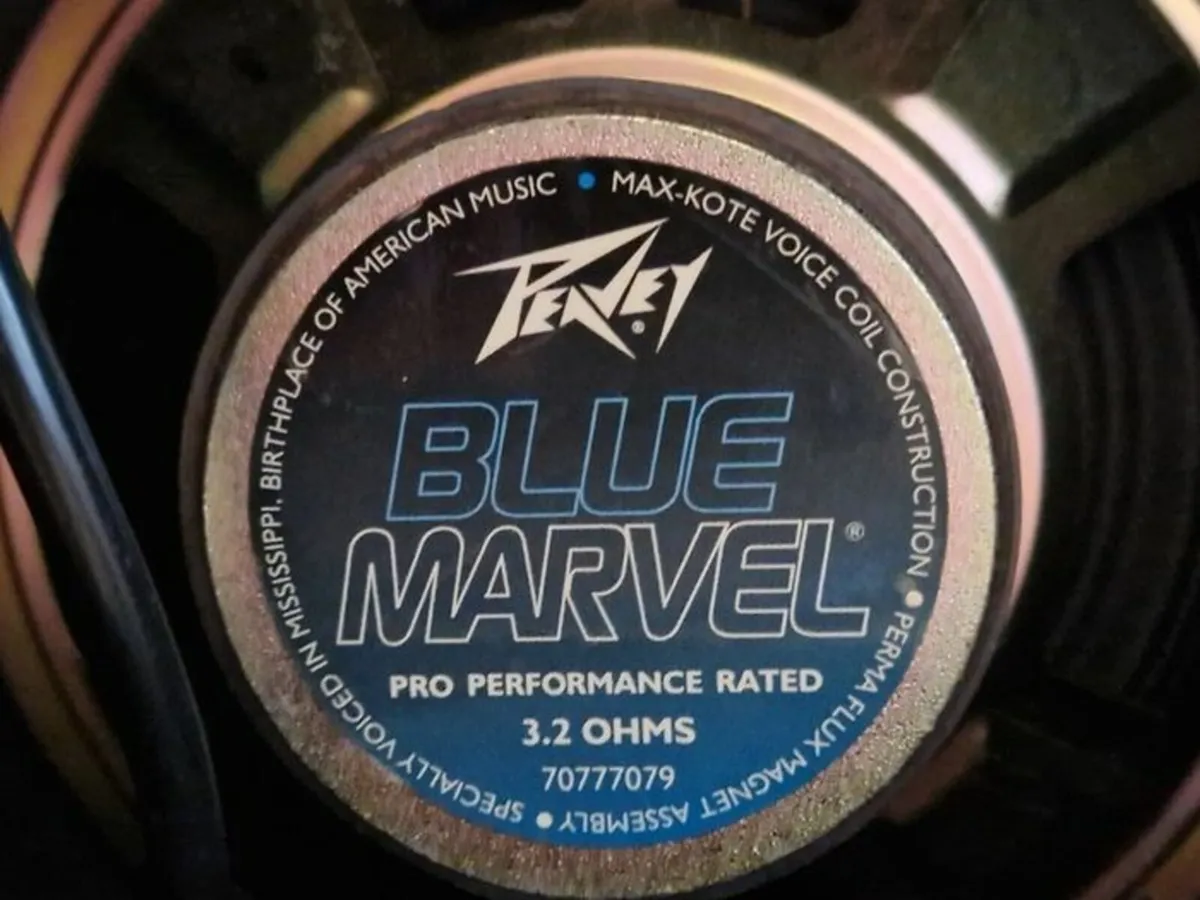 SPECIALLY VOICED IN MISSISSIPPI, BIRTHPLACE OF AMERICAN MUSIC • MAX-KOTE VOICE COIL CONSTRUCTION • PERMA FLUX MAGNET ASSEMBLY •
PEAVEY®
BLUE
MARVEL®
PRO PERFORMANCE RATED
3.2 OHMS
70777079